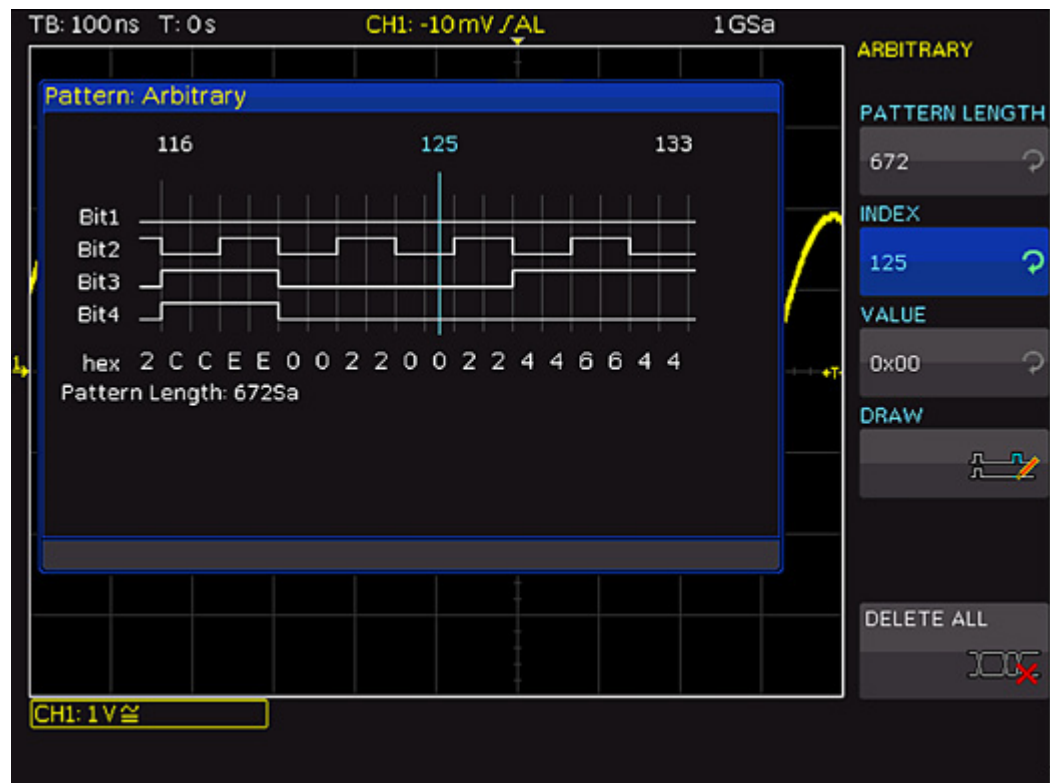 TB: 100ns T: 0s CH1: -10mV / AL 1GSa
ARBITRARY
Pattern: Arbitrary
PATTERN LENGTH
116 125 133
672
Bit1
INDEX
Bit2
125
Bit3
Bit4
VALUE
hex 2 C C E E 0 0 2 2 0 0 2 2 4 4 6 6 4 4
0x00
1
T
Pattern Length: 672Sa
DRAW
DELETE ALL
CH1: 1V≅